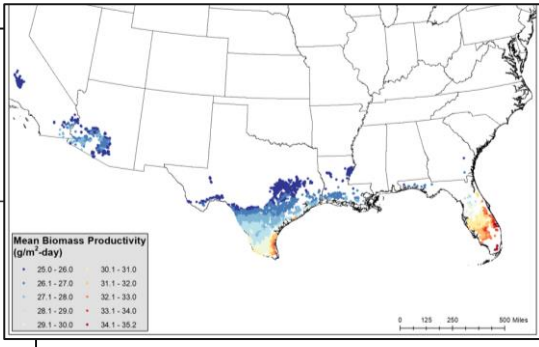 Mean Biomass Productivity
(g/m²-day)
25.0 - 26.0 30.1 - 31.0
26.1 - 27.0 31.1 - 32.0
27.1 - 28.0 32.1 - 33.0
28.1 - 29.0 33.1 - 34.0
29.1 - 30.0 34.1 - 35.2
0 125 250 500 Miles